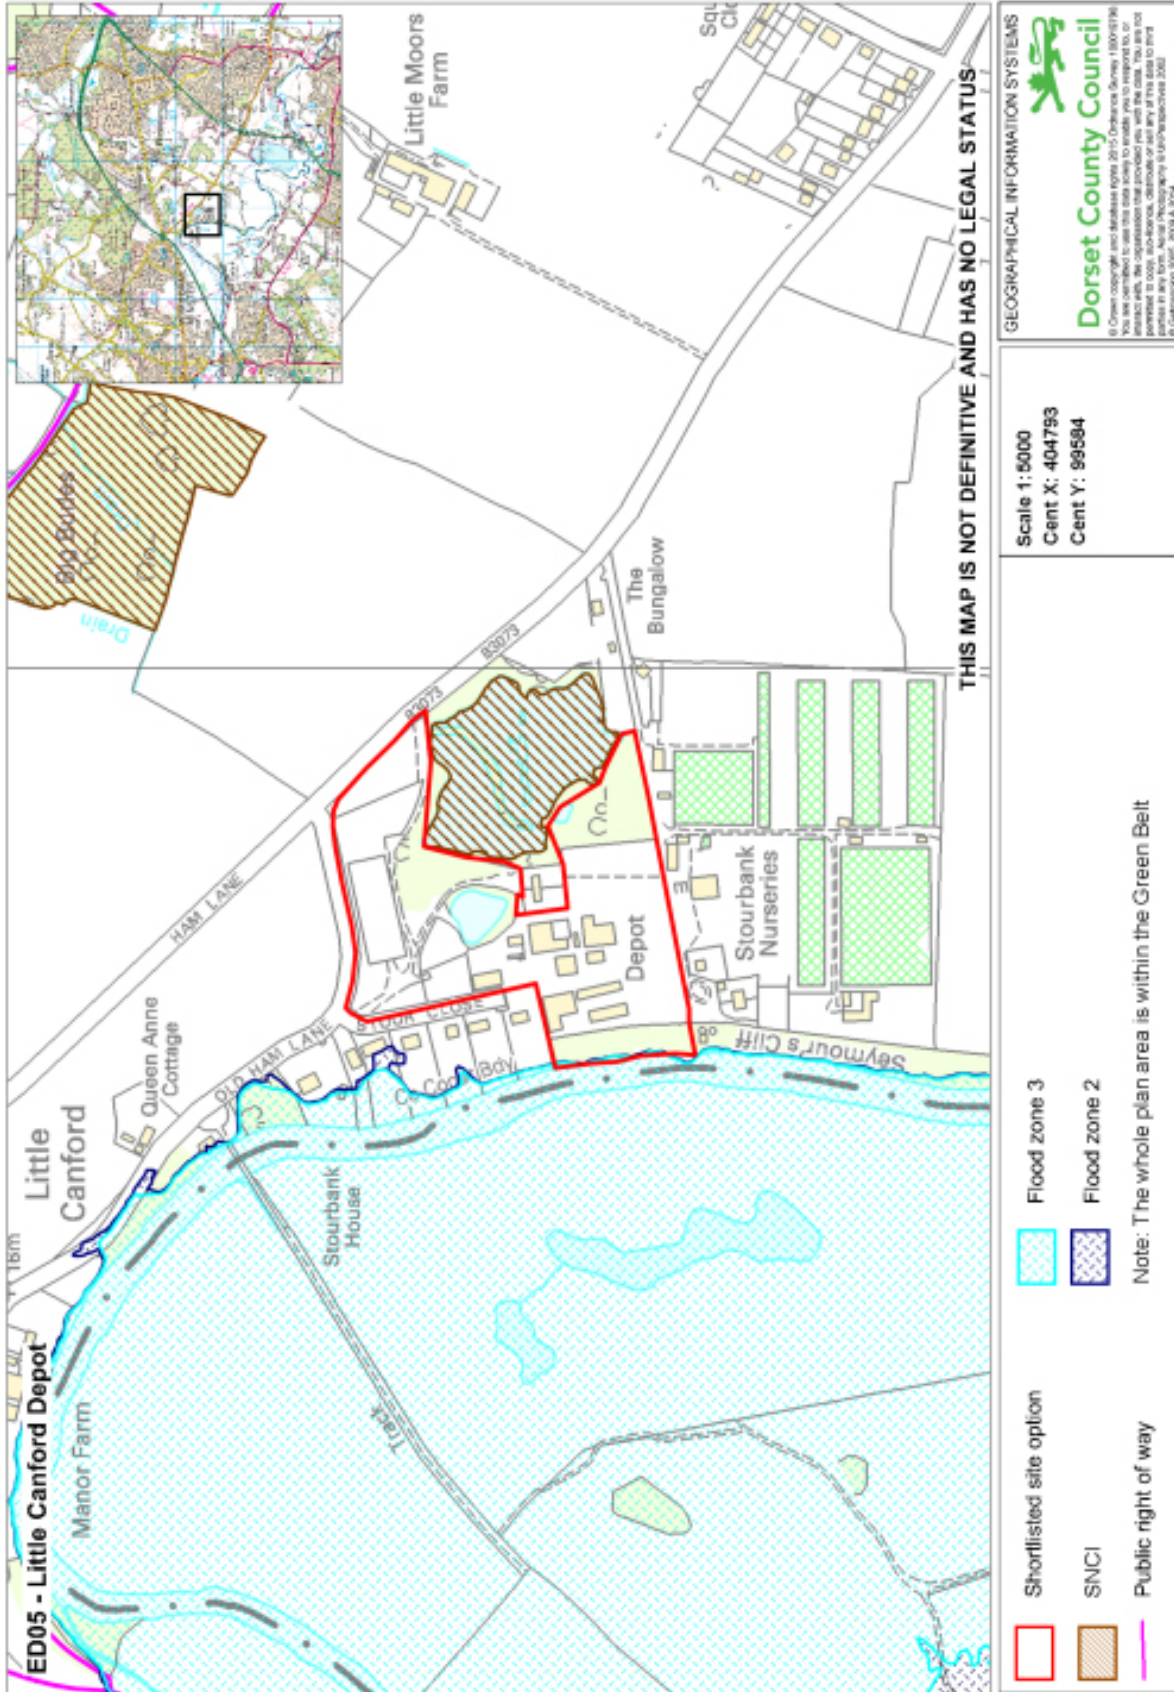 ED05 - Little Canford Depot
Manor Farm
16m
Little
Canford
Queen Anne
Cottage
HAM LANE
OLD HAM LANE
STOUR CLOSE
Stourbank
House
Track
B3073
B3073
Big Budes
Drain
Little Moors
Farm
The
Bungalow
Depot
Stourbank
Nurseries
Seymour's Cliff
THIS MAP IS NOT DEFINITIVE AND HAS NO LEGAL STATUS
Shortlisted site option
SNCI
Public right of way
Flood zone 3
Flood zone 2
Note: The whole plan area is within the Green Belt
Scale 1:5000
Cent X: 404793
Cent Y: 99584
GEOGRAPHICAL INFORMATION SYSTEMS
Dorset County Council